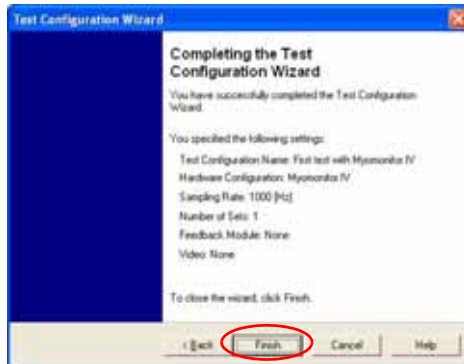 Test Configuration Wizard
Completing the Test
Configuration Wizard
You have successfully completed the Test Configuration
Wizard.
You specified the following settings:
Test Configuration Name: First test with Myomonitor IV
Hardware Configuration: Myomonitor IV
Sampling Rate: 1000 [Hz]
Number of Sets: 1
Feedback Module: None
Video: None
To close the wizard, click Finish.
< Back Finish Cancel Help